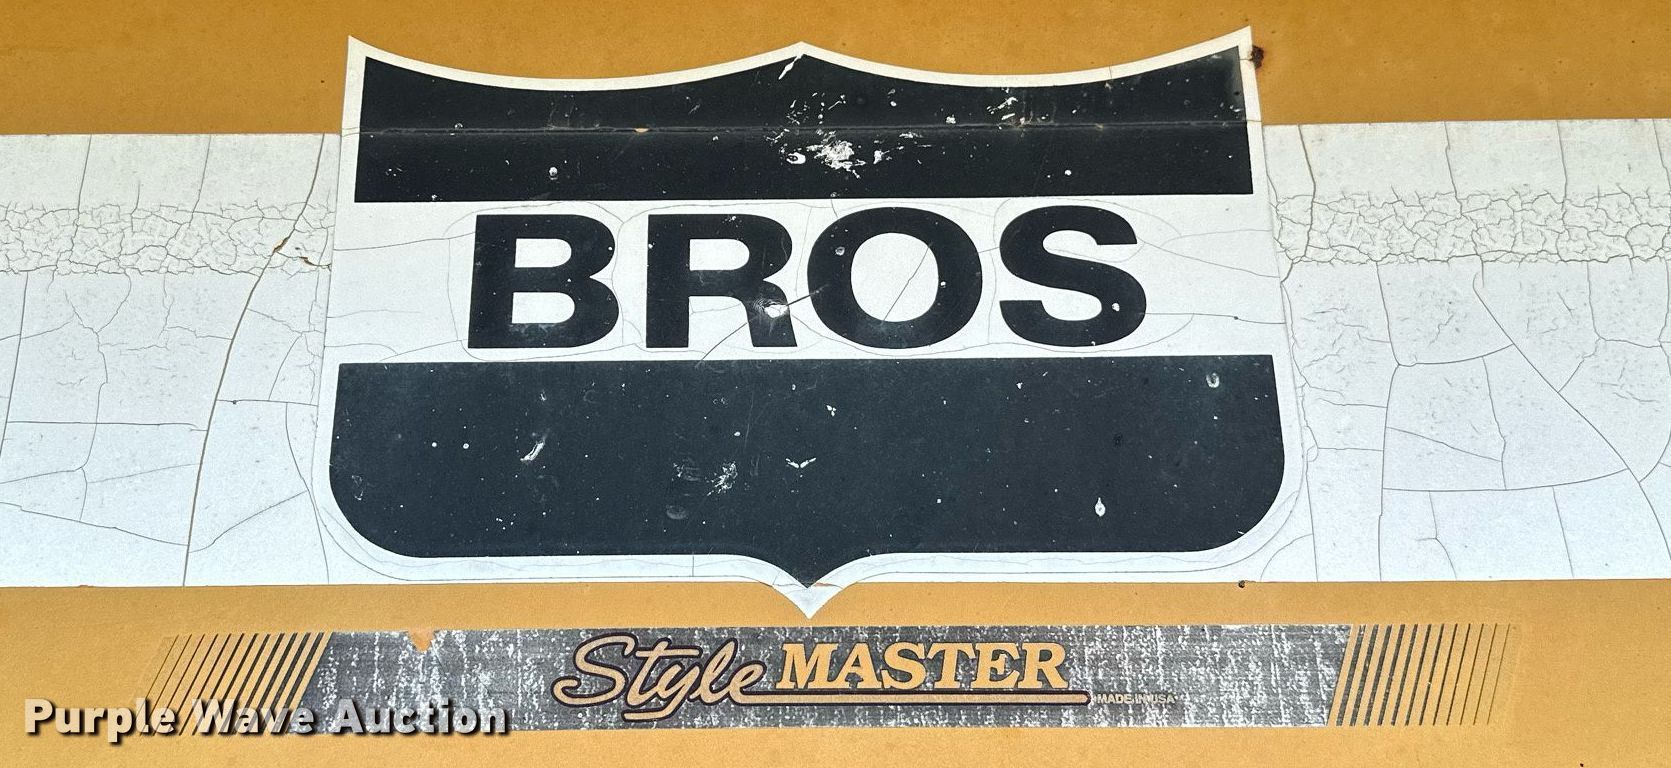 BROS
Style MASTER
MADE IN USA
Purple Wave Auction